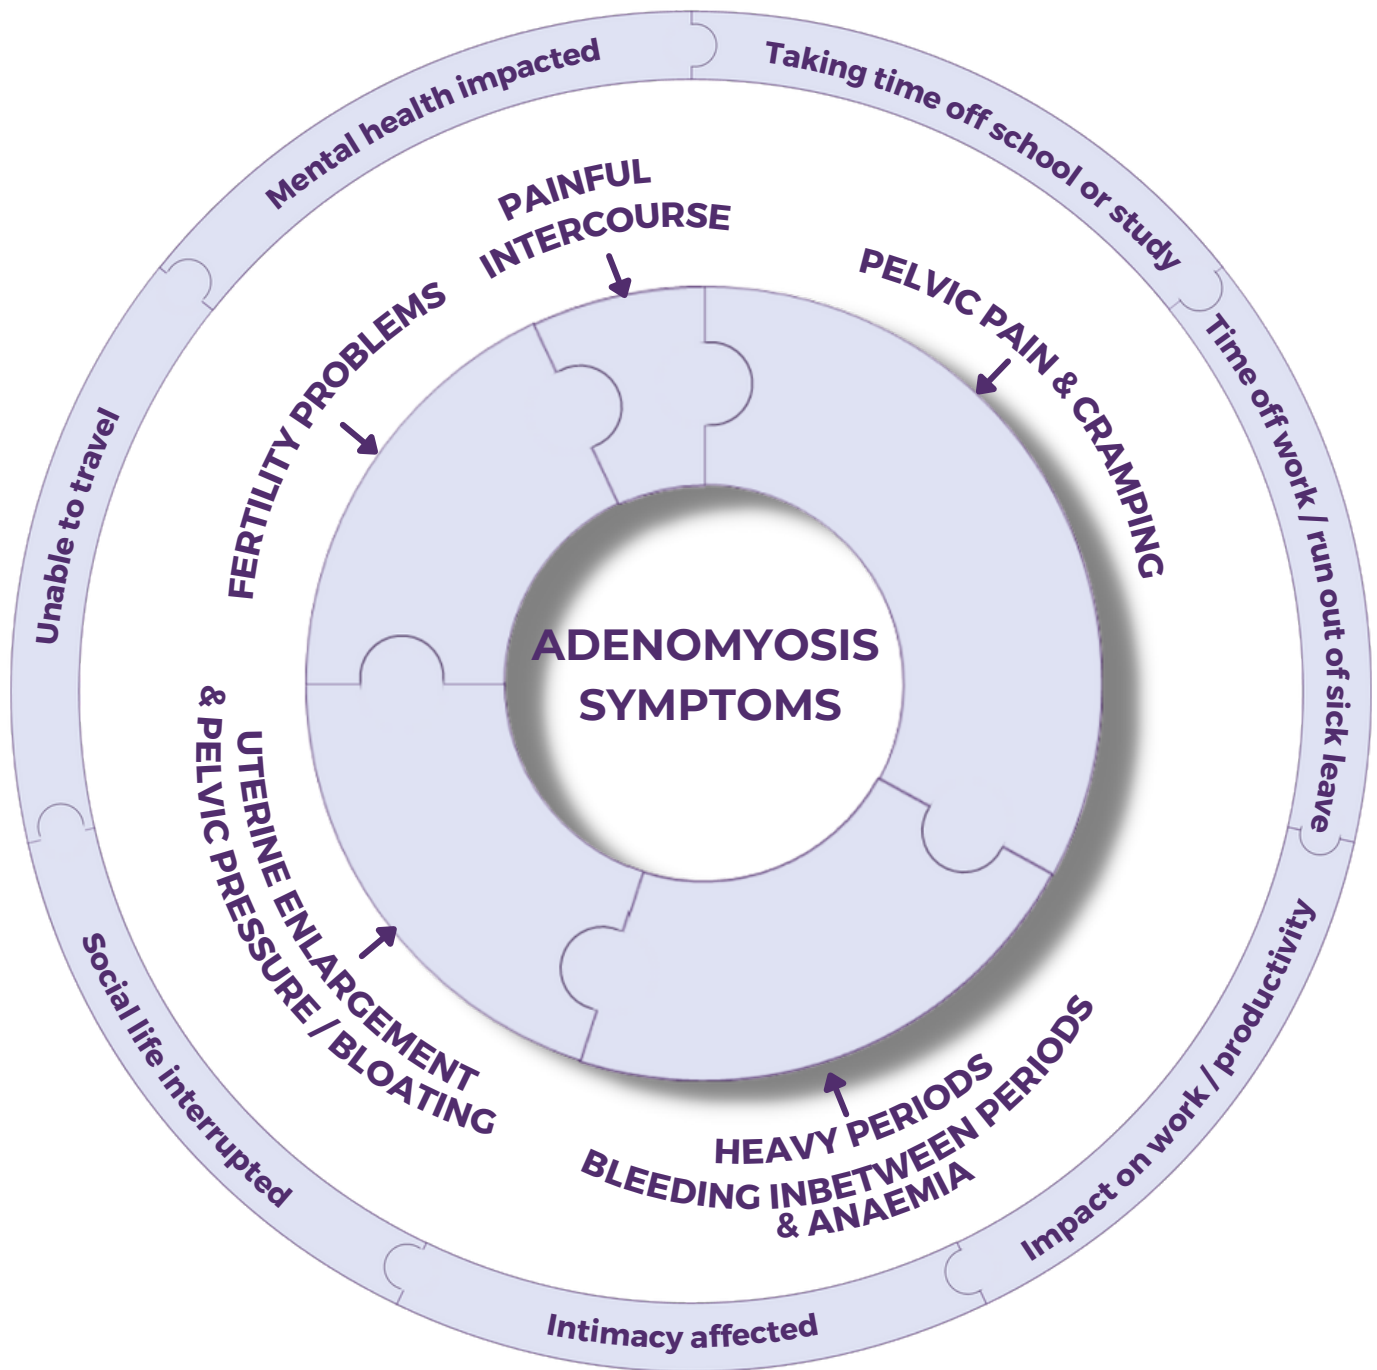 Mental health impacted
Taking time off school or study
Time off work / run out of sick leave
Impact on work / productivity
Intimacy affected
Social life interrupted
Unable to travel
PAINFUL
INTERCOURSE
PELVIC PAIN & CRAMPING
HEAVY PERIODS
BLEEDING INBETWEEN PERIODS
& ANAEMIA
UTERINE ENLARGEMENT
& PELVIC PRESSURE / BLOATING
FERTILITY PROBLEMS
ADENOMYOSIS
SYMPTOMS